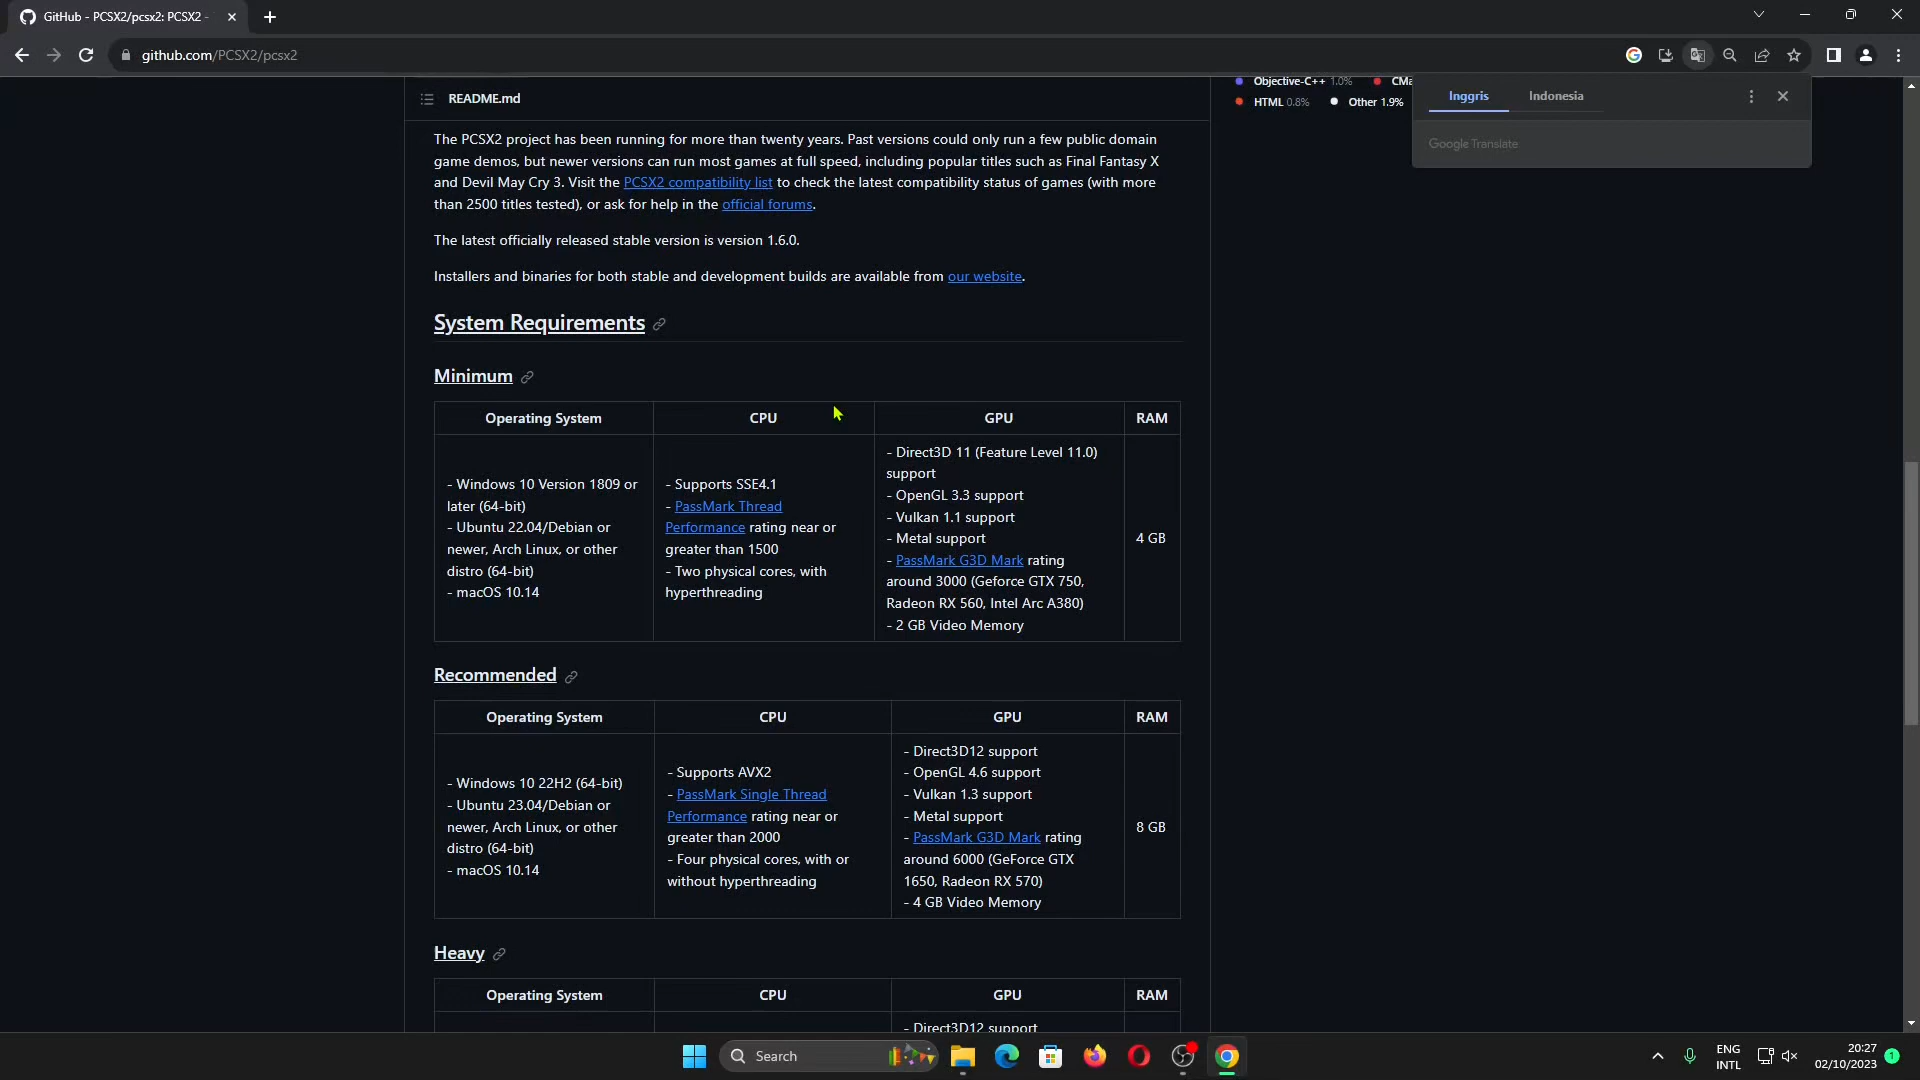 GitHub - PCSX2/pcsx2: PCSX2 -
github.com/PCSX2/pcsx2
Objective-C++ 1.0%
HTML 0.8% Other 1.9%
Inggris Indonesia
Google Translate
README.md
The PCSX2 project has been running for more than twenty years. Past versions could only run a few public domain
game demos, but newer versions can run most games at full speed, including popular titles such as Final Fantasy X
and Devil May Cry 3. Visit the PCSX2 compatibility list to check the latest compatibility status of games (with more
than 2500 titles tested), or ask for help in the official forums.
The latest officially released stable version is version 1.6.0.
Installers and binaries for both stable and development builds are available from our website.
System Requirements
Minimum
Operating System CPU GPU RAM
- Windows 10 Version 1809 or
later (64-bit)
- Ubuntu 22.04/Debian or
newer, Arch Linux, or other
distro (64-bit)
- macOS 10.14
- Supports SSE4.1
- PassMark Thread
Performance rating near or
greater than 1500
- Two physical cores, with
hyperthreading
- Direct3D 11 (Feature Level 11.0)
support
- OpenGL 3.3 support
- Vulkan 1.1 support
- Metal support
- PassMark G3D Mark rating
around 3000 (Geforce GTX 750,
Radeon RX 560, Intel Arc A380)
- 2 GB Video Memory
4 GB
Recommended
Operating System CPU GPU RAM
- Windows 10 22H2 (64-bit)
- Ubuntu 23.04/Debian or
newer, Arch Linux, or other
distro (64-bit)
- macOS 10.14
- Supports AVX2
- PassMark Single Thread
Performance rating near or
greater than 2000
- Four physical cores, with or
without hyperthreading
- Direct3D12 support
- OpenGL 4.6 support
- Vulkan 1.3 support
- Metal support
- PassMark G3D Mark rating
around 6000 (GeForce GTX
1650, Radeon RX 570)
- 4 GB Video Memory
8 GB
Heavy
Operating System CPU GPU RAM
- Direct3D12 support
Search
ENG
INTL
20:27
02/10/2023
1